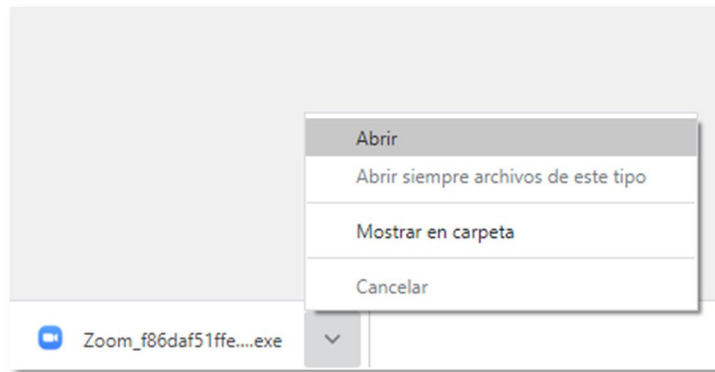 Abrir
Abrir siempre archivos de este tipo
Mostrar en carpeta
Cancelar
Zoom_f86daf51ffe....exe